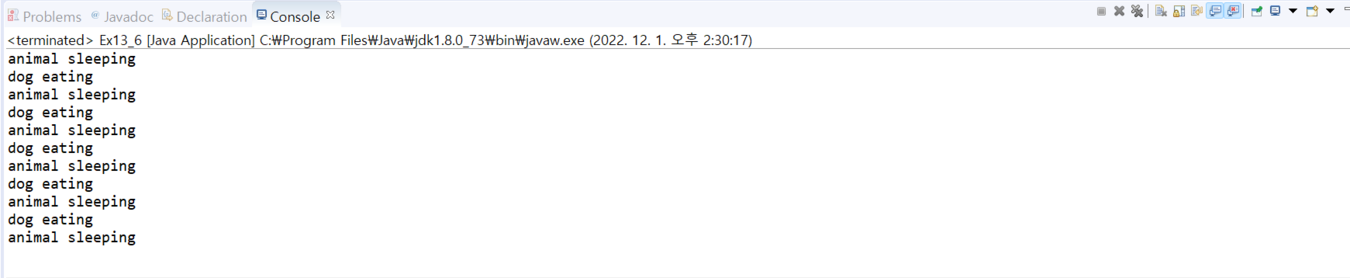 Problems Javadoc Declaration Console
<terminated> Ex13_6 [Java Application] C:₩Program Files₩Java₩jdk1.8.0_73₩bin₩javaw.exe (2022. 12. 1. 오후 2:30:17)
animal sleeping
dog eating
animal sleeping
dog eating
animal sleeping
dog eating
animal sleeping
dog eating
animal sleeping
dog eating
animal sleeping